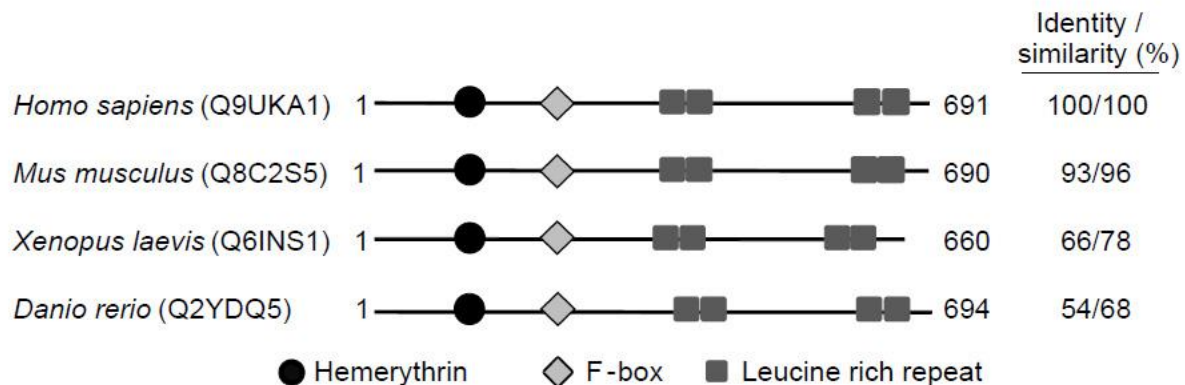 Identity /
similarity (%)
Homo sapiens (Q9UKA1) 1 691 100/100
Mus musculus (Q8C2S5) 1 690 93/96
Xenopus laevis (Q6INS1) 1 660 66/78
Danio rerio (Q2YDQ5) 1 694 54/68
Hemerythrin F-box Leucine rich repeat